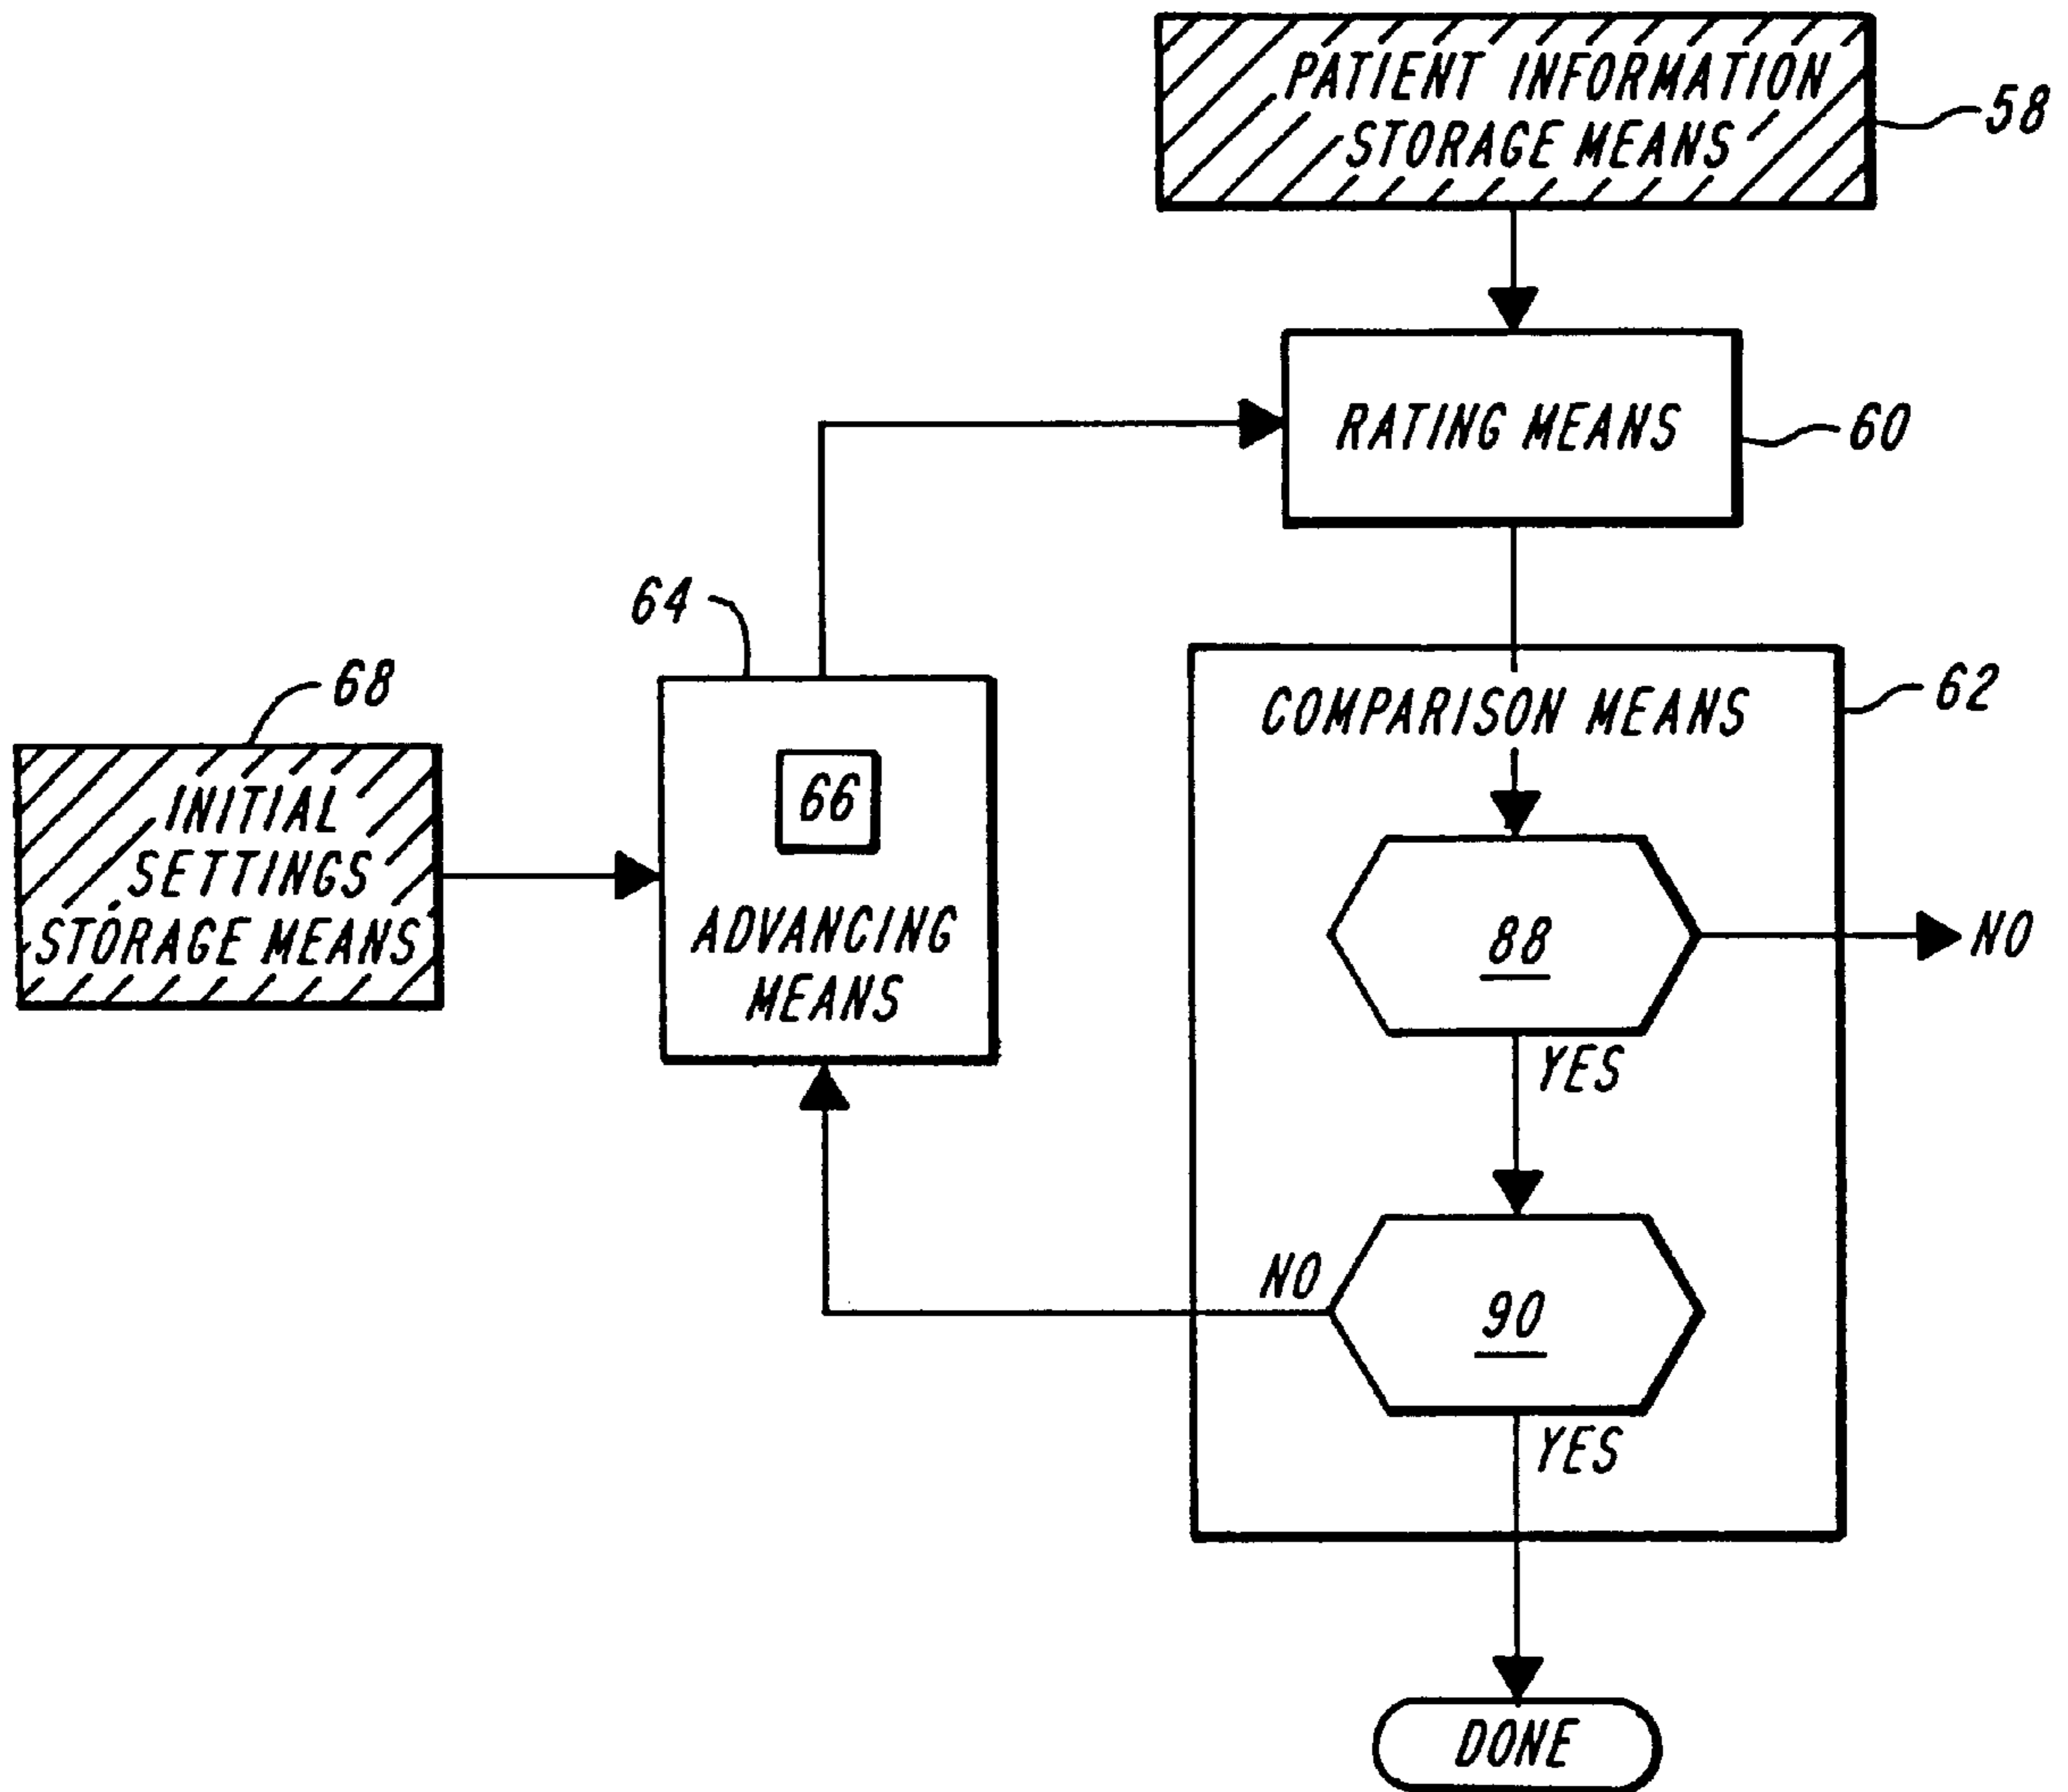 PATIENT INFORMATION
STORAGE MEANS
58
RATING MEANS
60
64
68
62
COMPARISON MEANS
66
INITIAL
SETTINGS
STORAGE MEANS
ADVANCING
MEANS
88
NO
YES
NO
90
YES
DONE